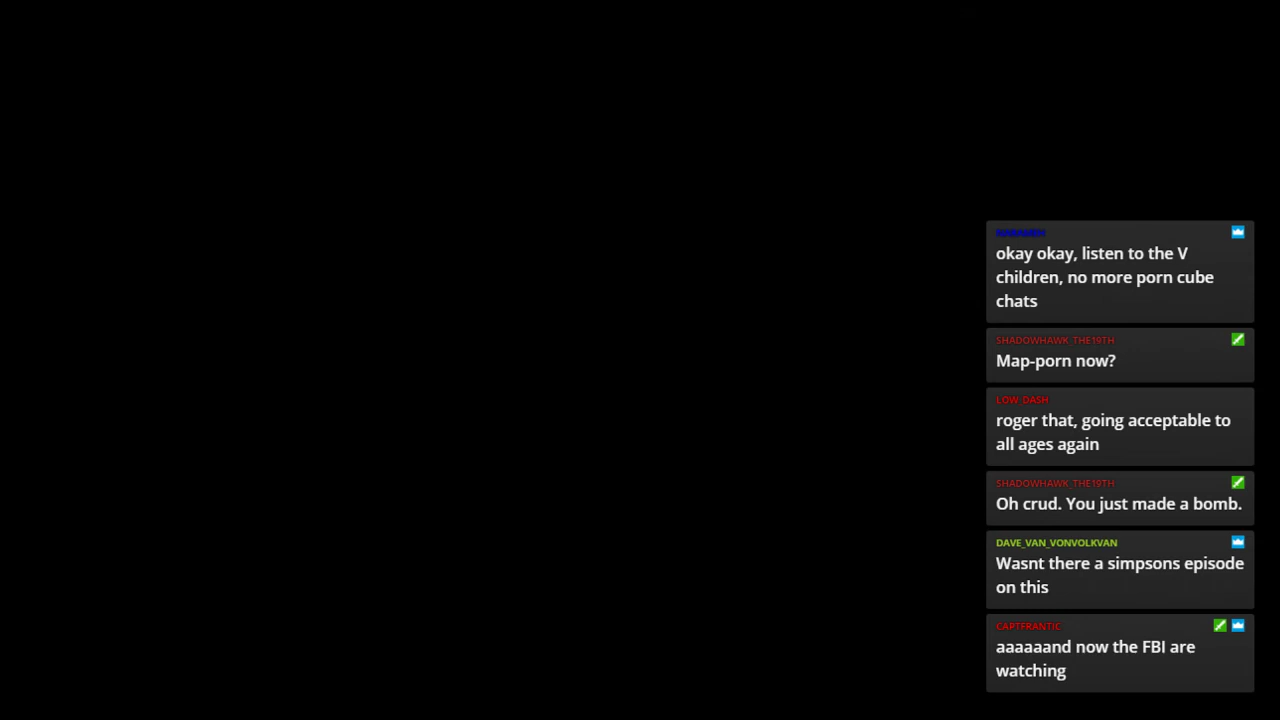 okay okay, listen to the V
children, no more porn cube
chats
SHADOWHAWK_THE19TH
Map-porn now?
LOW_DASH
roger that, going acceptable to
all ages again
SHADOWHAWK_THE19TH
Oh crud. You just made a bomb.
DAVE_VAN_VONVOLKVAN
Wasnt there a simpsons episode
on this
CAPTFRANTIC
aaaaaand now the FBI are
watching